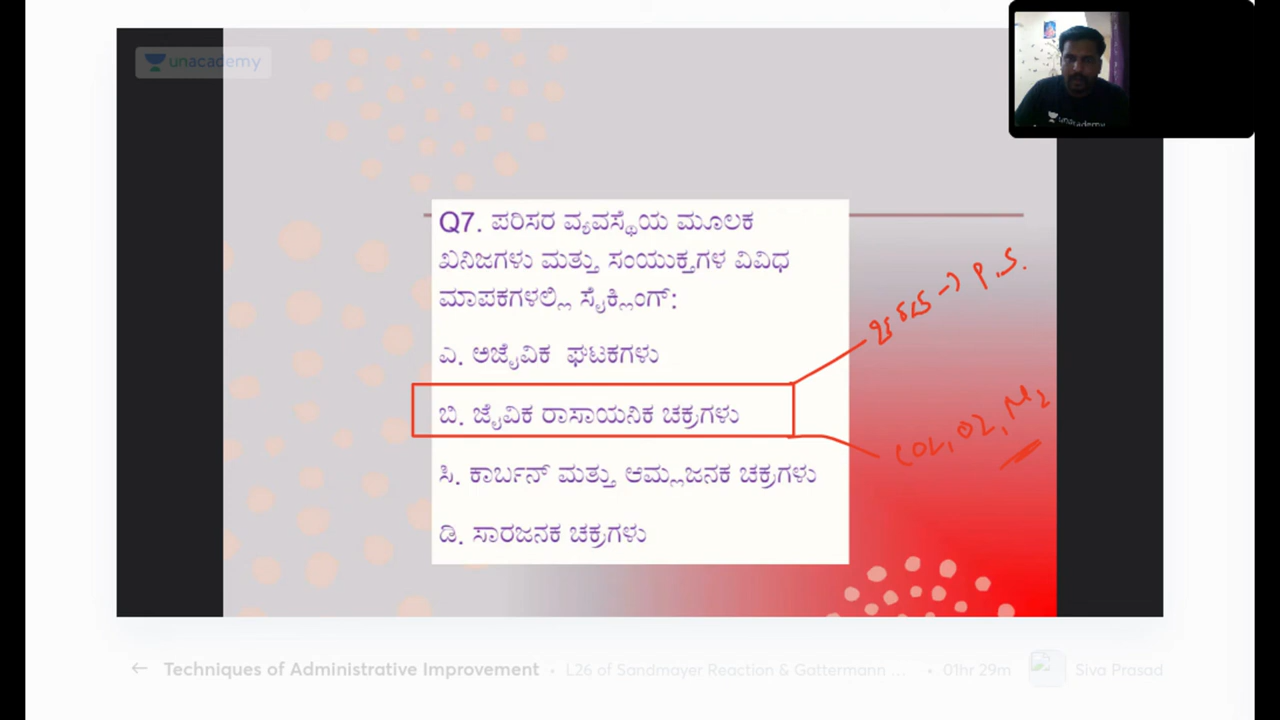 unacademy
Q7. ಪರಿಸರ ವ್ಯವಸ್ಥೆಯ ಮೂಲಕ
ಖನಿಜಗಳು ಮತ್ತು ಸಂಯುಕ್ತಗಳ ವಿವಿಧ
ಮಾಪಕಗಳಲ್ಲಿ ಸೈಕ್ಲಿಂಗ್:
ಎ. ಅಜೈವಿಕ ಘಟಕಗಳು
ಬಿ. ಜೈವಿಕ ರಾಸಾಯನಿಕ ಚಕ್ರಗಳು
ಸಿ. ಕಾರ್ಬನ್ ಮತ್ತು ಆಮ್ಲಜನಕ ಚಕ್ರಗಳು
ಡಿ. ಸಾರಜನಕ ಚಕ್ರಗಳು
→ P.S.
CO2, O2, N2
unacademy
← Techniques of Administrative Improvement • L26 of Sandmayer Reaction & Gattermann ... • 01hr 29m Siva Prasad